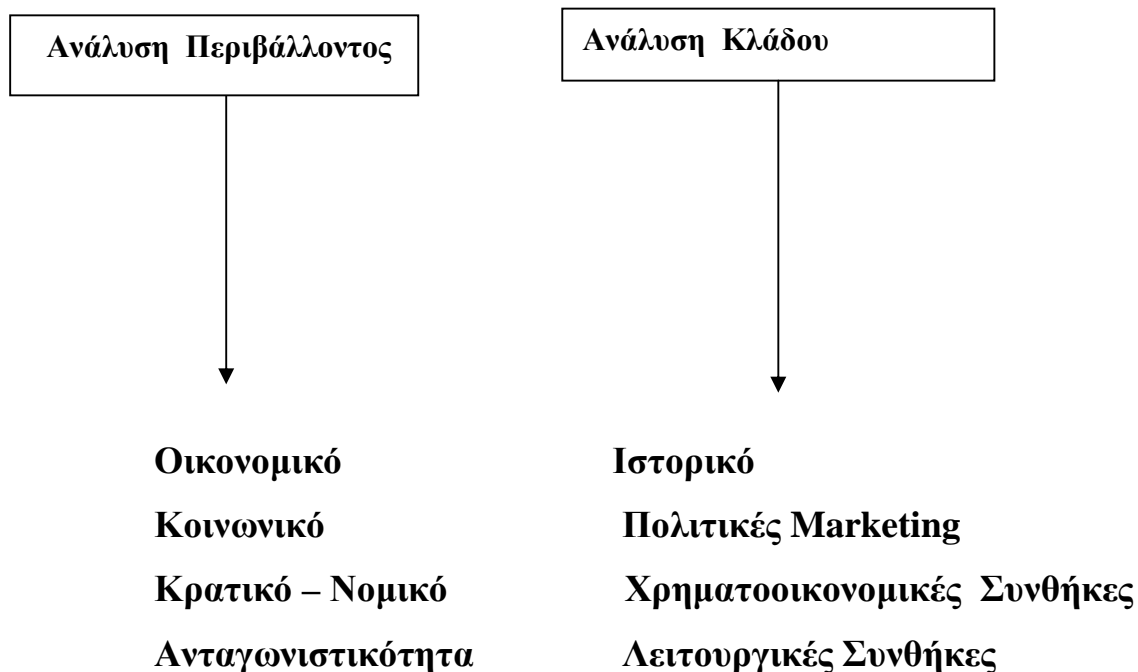 Ανάλυση Περιβάλλοντος
Ανάλυση Κλάδου
Οικονομικό
Κοινωνικό
Κρατικό – Νομικό
Ανταγωνιστικότητα
Ιστορικό
Πολιτικές Marketing
Χρηματοοικονομικές Συνθήκες
Λειτουργικές Συνθήκες